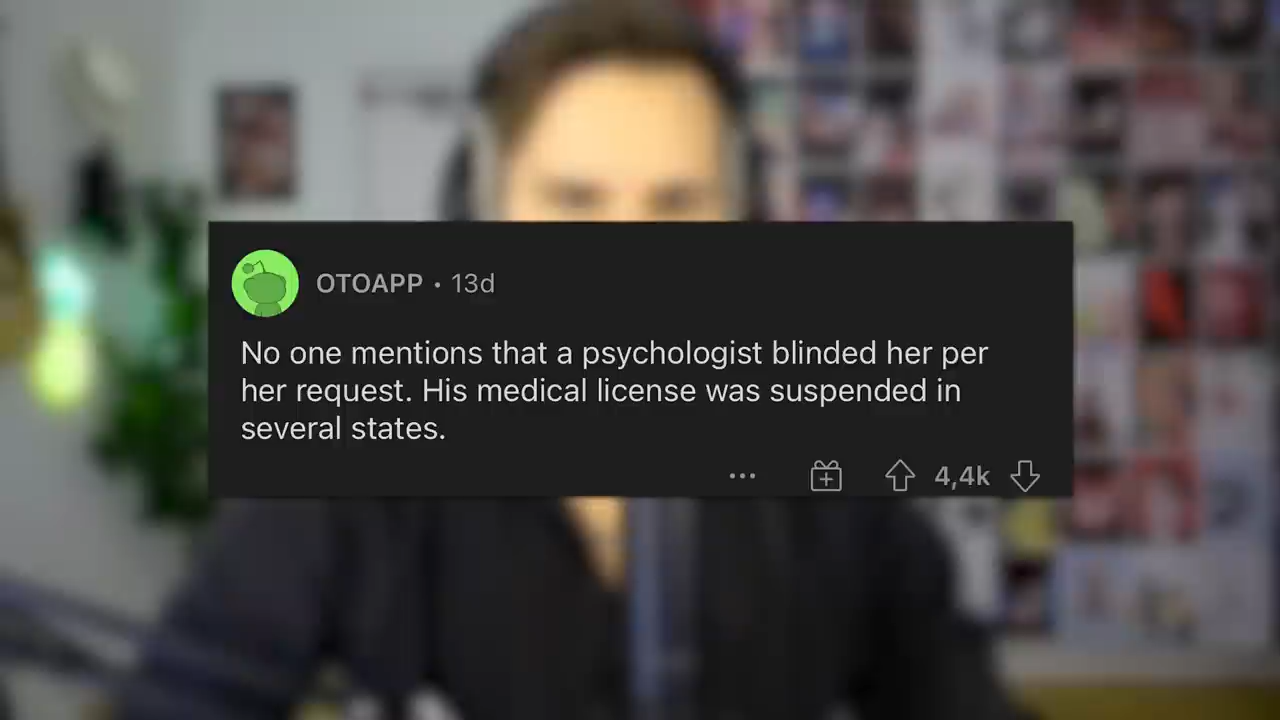 OTOAPP • 13d
No one mentions that a psychologist blinded her per
her request. His medical license was suspended in
several states.
4,4k